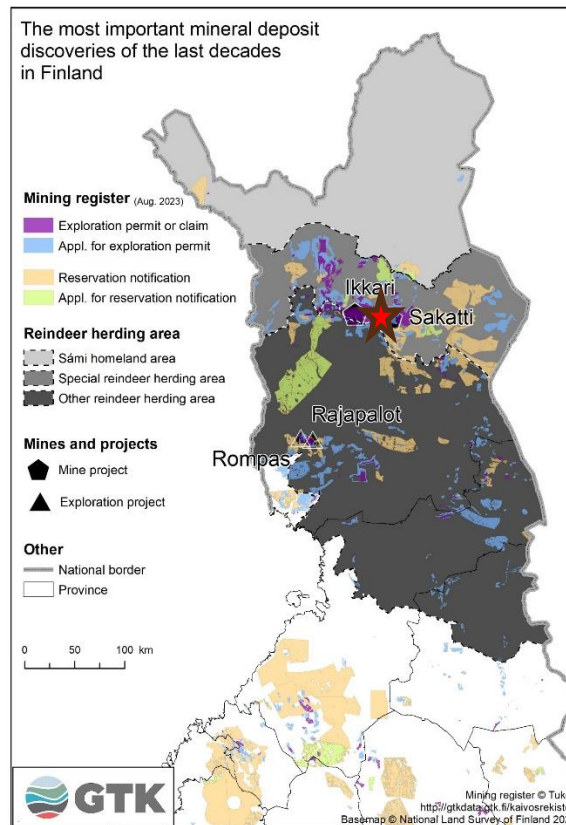 The most important mineral deposit
discoveries of the last decades
in Finland
Mining register (Aug. 2023)
Exploration permit or claim
Appl. for exploration permit
Reservation notification
Appl. for reservation notification
Reindeer herding area
Sámi homeland area
Special reindeer herding area
Other reindeer herding area
Mines and projects
Mine project
Exploration project
Other
National border
Province
0 50 100 km
Ikkari
Sakatti
Rajapalot
Rompas
GTK
Mining register © Tuk
http://gtkdata.gtk.fi/kaivosrekist
Basemap © National Land Survey of Finland 20